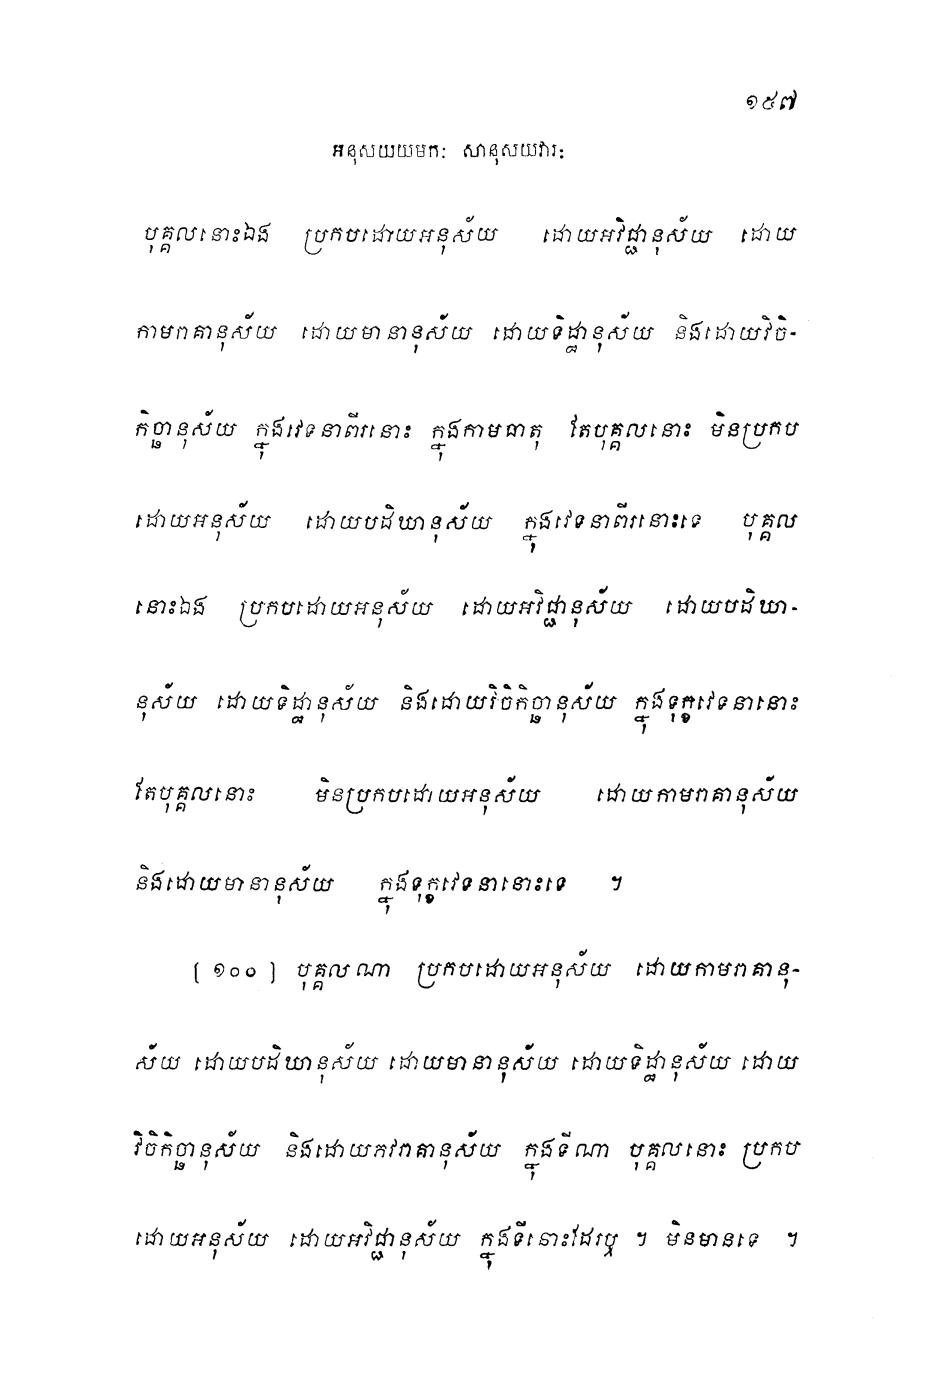 ១៥៧
អនុសយយមកៈ សានុសយវារៈ
បុគ្គលនោះឯង ប្រកបដោយអនុស័យ ដោយអវិជ្ជានុស័យ ដោយ
កាមរាគានុស័យ ដោយមានានុស័យ ដោយទិដ្ឋានុស័យ និងដោយវិចិ-
កិច្ឆានុស័យ ក្នុងវេទនាពីរនោះ ក្នុងកាមធាតុ តែបុគ្គលនោះ មិនប្រកប
ដោយអនុស័យ ដោយបដិឃានុស័យ ក្នុងវេទនាពីរនោះទេ បុគ្គល
នោះឯង ប្រកបដោយអនុស័យ ដោយអវិជ្ជានុស័យ ដោយបដិឃា-
នុស័យ ដោយទិដ្ឋានុស័យ និងដោយវិចិកិច្ឆានុស័យ ក្នុងទុក្ខវេទនានោះ
តែបុគ្គលនោះ មិនប្រកបដោយអនុស័យ ដោយកាមរាគានុស័យ
និងដោយមានានុស័យ ក្នុងទុក្ខវេទនានោះទេ ។
[១០០] បុគ្គលណា ប្រកបដោយអនុស័យ ដោយកាមរាគានុ-
ស័យ ដោយបដិឃានុស័យ ដោយមានានុស័យ ដោយទិដ្ឋានុស័យ ដោយ
វិចិកិច្ឆានុស័យ និងដោយភវរាគានុស័យ ក្នុងទីណា បុគ្គលនោះ ប្រកប
ដោយអនុស័យ ដោយអវិជ្ជានុស័យ ក្នុងទីនោះដែរឬ ។ មិនមានទេ ។